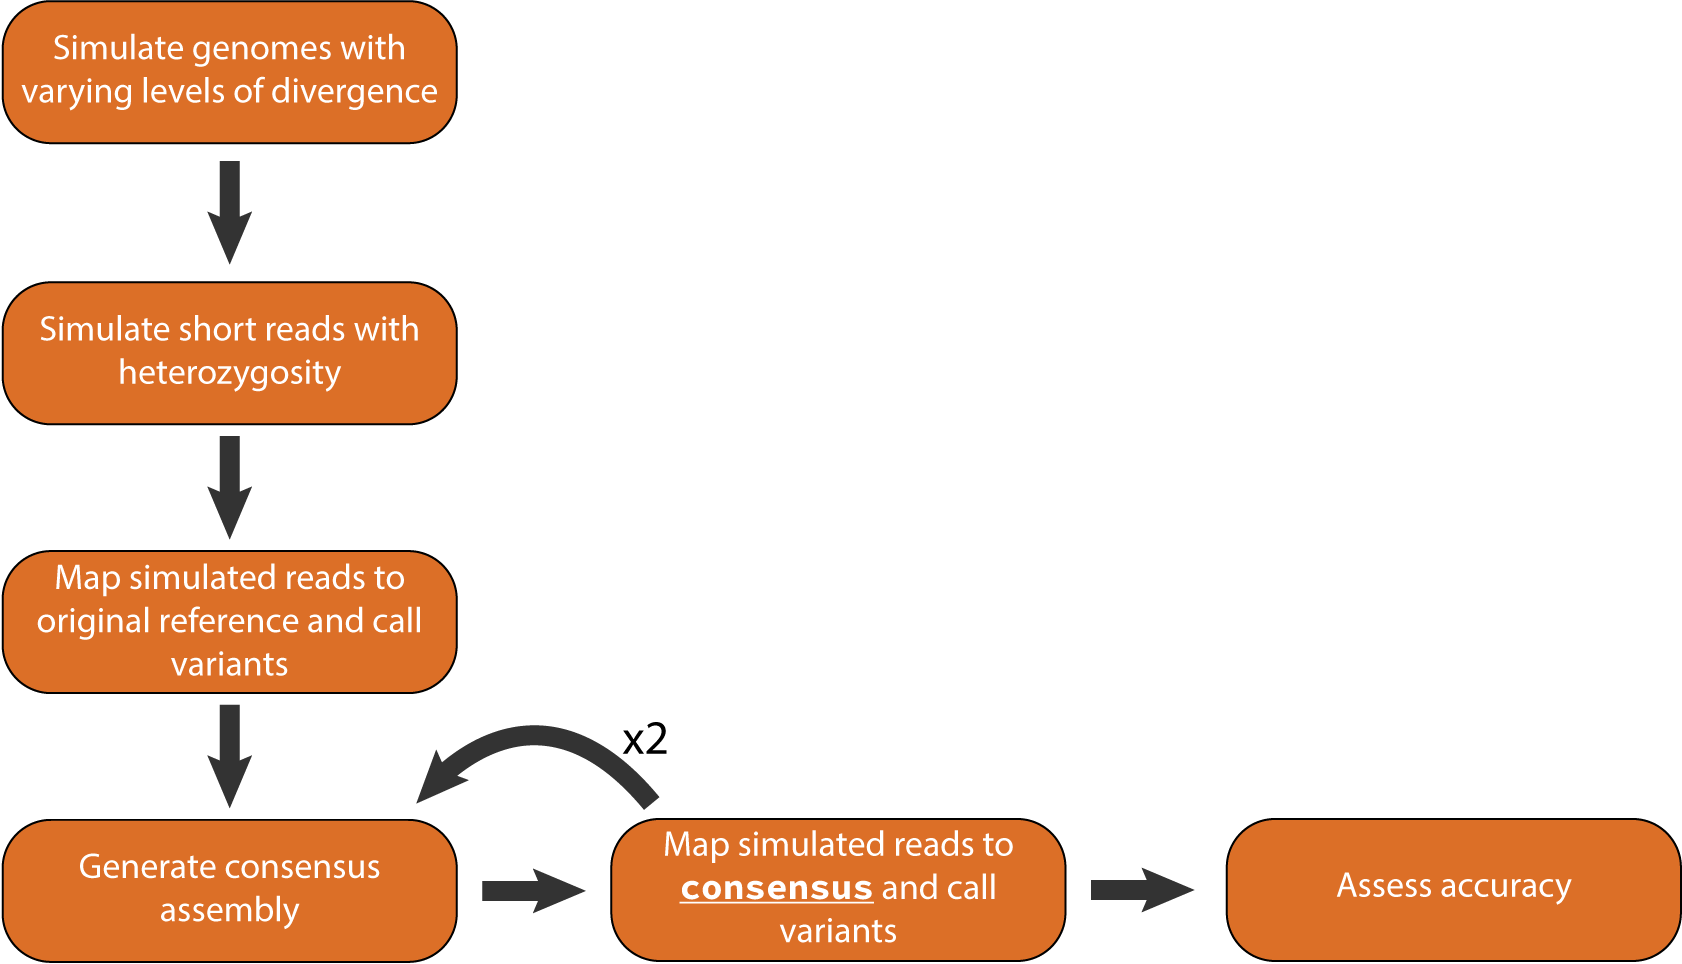 Simulate genomes with
varying levels of divergence
Simulate short reads with
heterozygosity
Map simulated reads to
original reference and call
variants
x2
Generate consensus
assembly
Map simulated reads to
consensus and call
variants
Assess accuracy